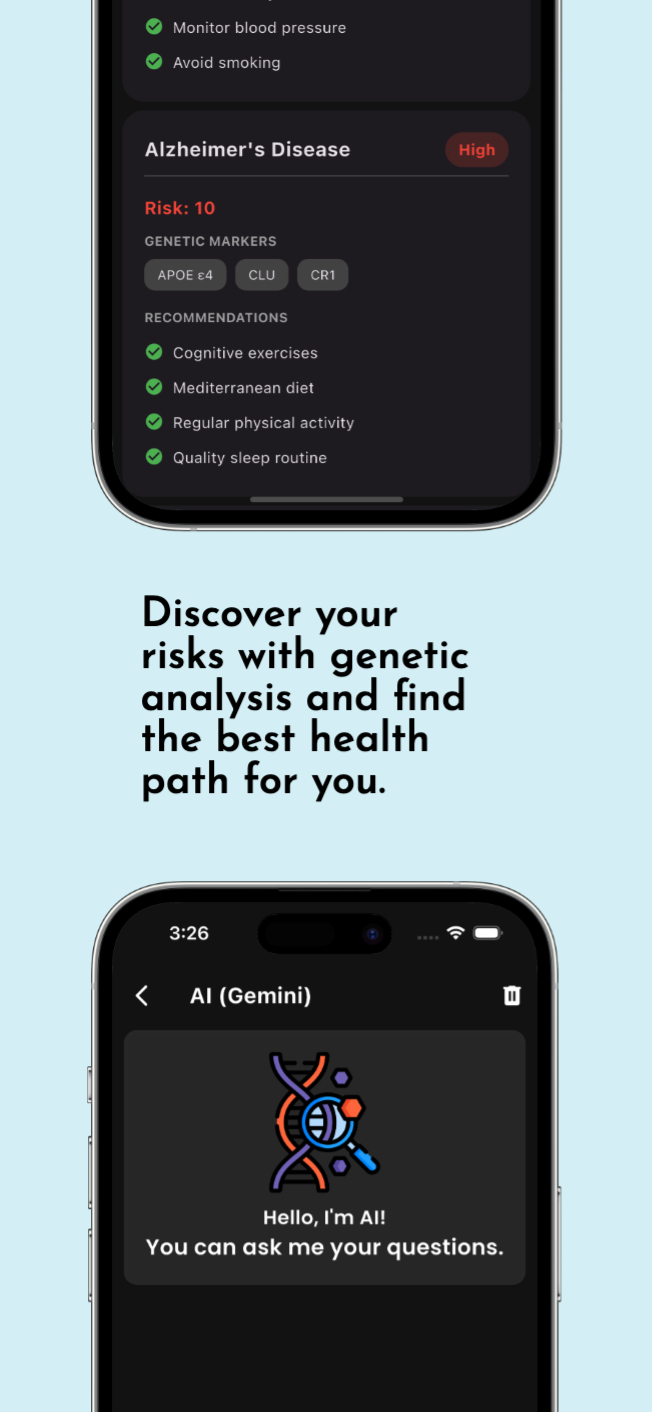 Monitor blood pressure
Avoid smoking
Alzheimer's Disease
High
Risk: 10
GENETIC MARKERS
APOE ε4
CLU
CR1
RECOMMENDATIONS
Cognitive exercises
Mediterranean diet
Regular physical activity
Quality sleep routine
Discover your
risks with genetic
analysis and find
the best health
path for you.
3:26
AI (Gemini)
Hello, I'm AI!
You can ask me your questions.